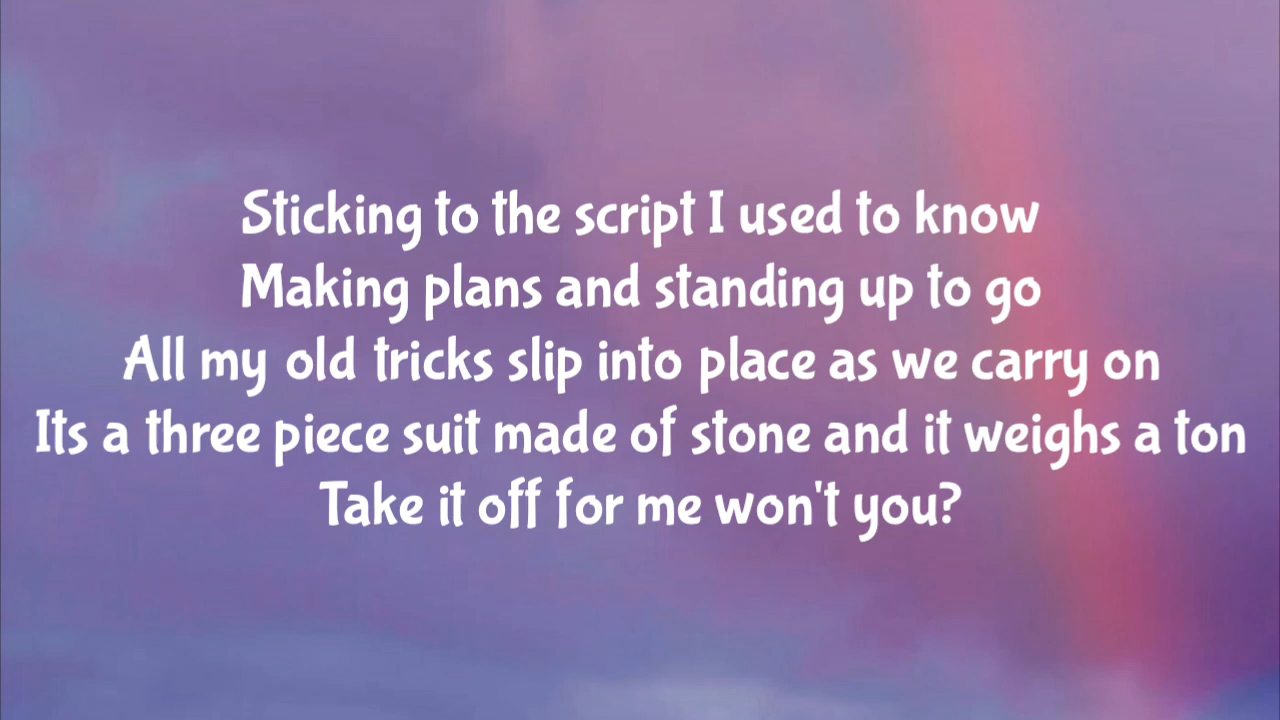 Sticking to the script I used to know
Making plans and standing up to go
All my old tricks slip into place as we carry on
Its a three piece suit made of stone and it weighs a ton
Take it off for me won't you?